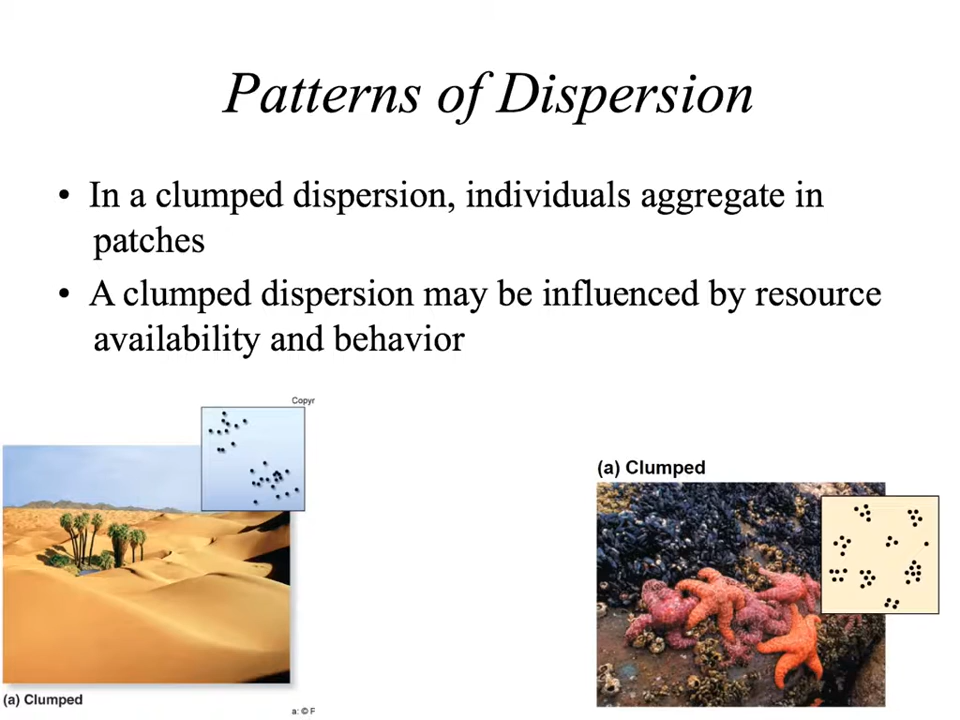 Patterns of Dispersion
• In a clumped dispersion, individuals aggregate in
patches
• A clumped dispersion may be influenced by resource
availability and behavior
Copyr
(a) Clumped
(a) Clumped
a: © F